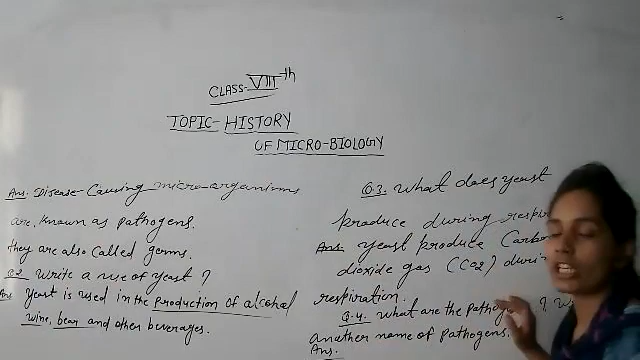 CLASS- VIIIth
TOPIC- HISTORY
OF MICRO-BIOLOGY
Ans. Disease-Causing micro-organisms
are known as pathogens.
they are also called germs.
Q2 Write a use of yeast?
Ans Yeast is used in the production of alcohal
wine, bear and other beverages.
Q3. What does yeast
produce during respir
Ans. yeast produce Carbo
dioxide gas (CO2) durin
respiration.
Q.4. what are the pathog ? W
another name of pathogens.
Ans.